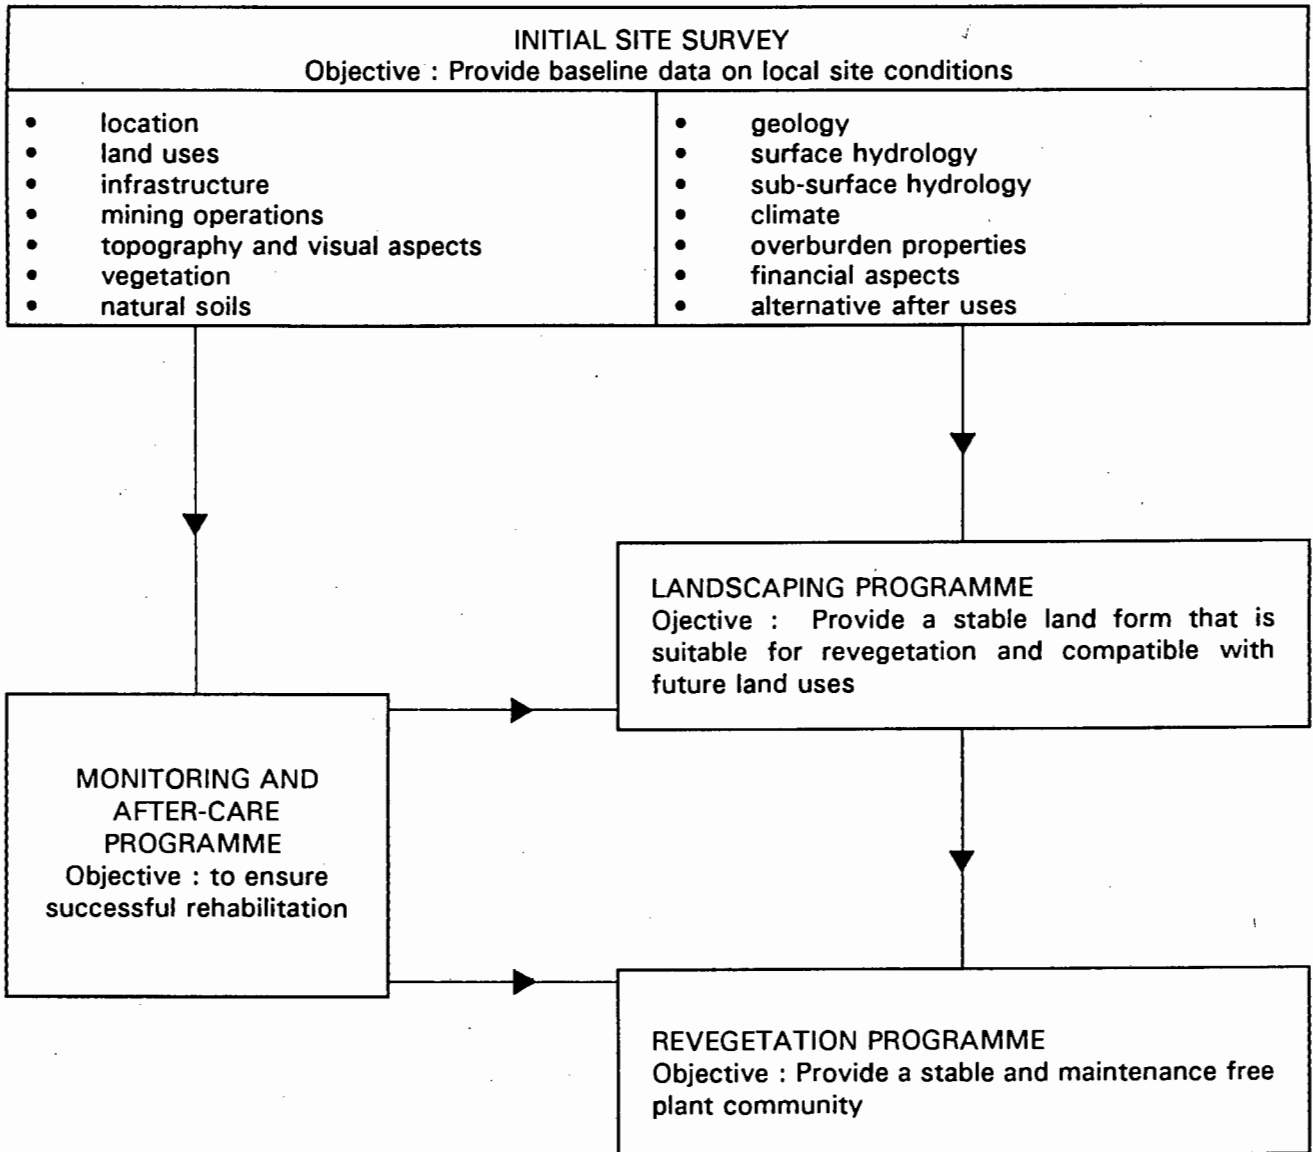 INITIAL SITE SURVEY
Objective : Provide baseline data on local site conditions
• location
• land uses
• infrastructure
• mining operations
• topography and visual aspects
• vegetation
• natural soils
• geology
• surface hydrology
• sub-surface hydrology
• climate
• overburden properties
• financial aspects
• alternative after uses
LANDSCAPING PROGRAMME
Ojective : Provide a stable land form that is
suitable for revegetation and compatible with
future land uses
MONITORING AND
AFTER-CARE
PROGRAMME
Objective : to ensure
successful rehabilitation
REVEGETATION PROGRAMME
Objective : Provide a stable and maintenance free
plant community